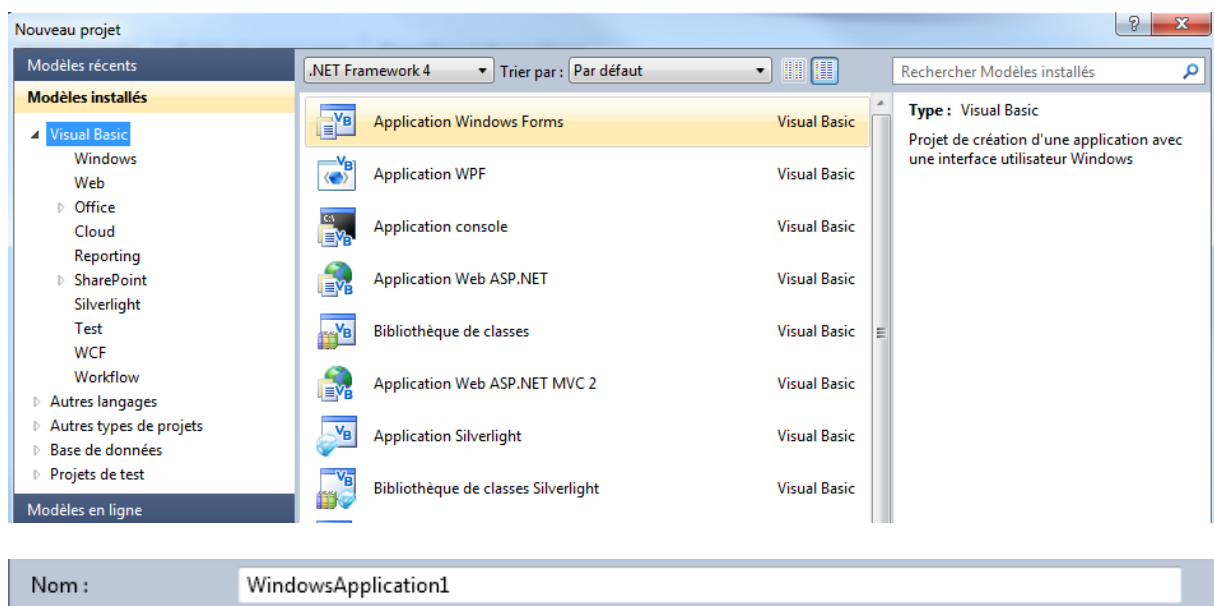 Nouveau projet
Modèles récents
Modèles installés
Visual Basic
Windows
Web
Office
Cloud
Reporting
SharePoint
Silverlight
Test
WCF
Workflow
Autres langages
Autres types de projets
Base de données
Projets de test
Modèles en ligne
.NET Framework 4 Trier par : Par défaut
Application Windows Forms Visual Basic
Application WPF Visual Basic
Application console Visual Basic
Application Web ASP.NET Visual Basic
Bibliothèque de classes Visual Basic
Application Web ASP.NET MVC 2 Visual Basic
Application Silverlight Visual Basic
Bibliothèque de classes Silverlight Visual Basic
Rechercher Modèles installés
Type : Visual Basic
Projet de création d'une application avec
une interface utilisateur Windows
Nom : WindowsApplication1